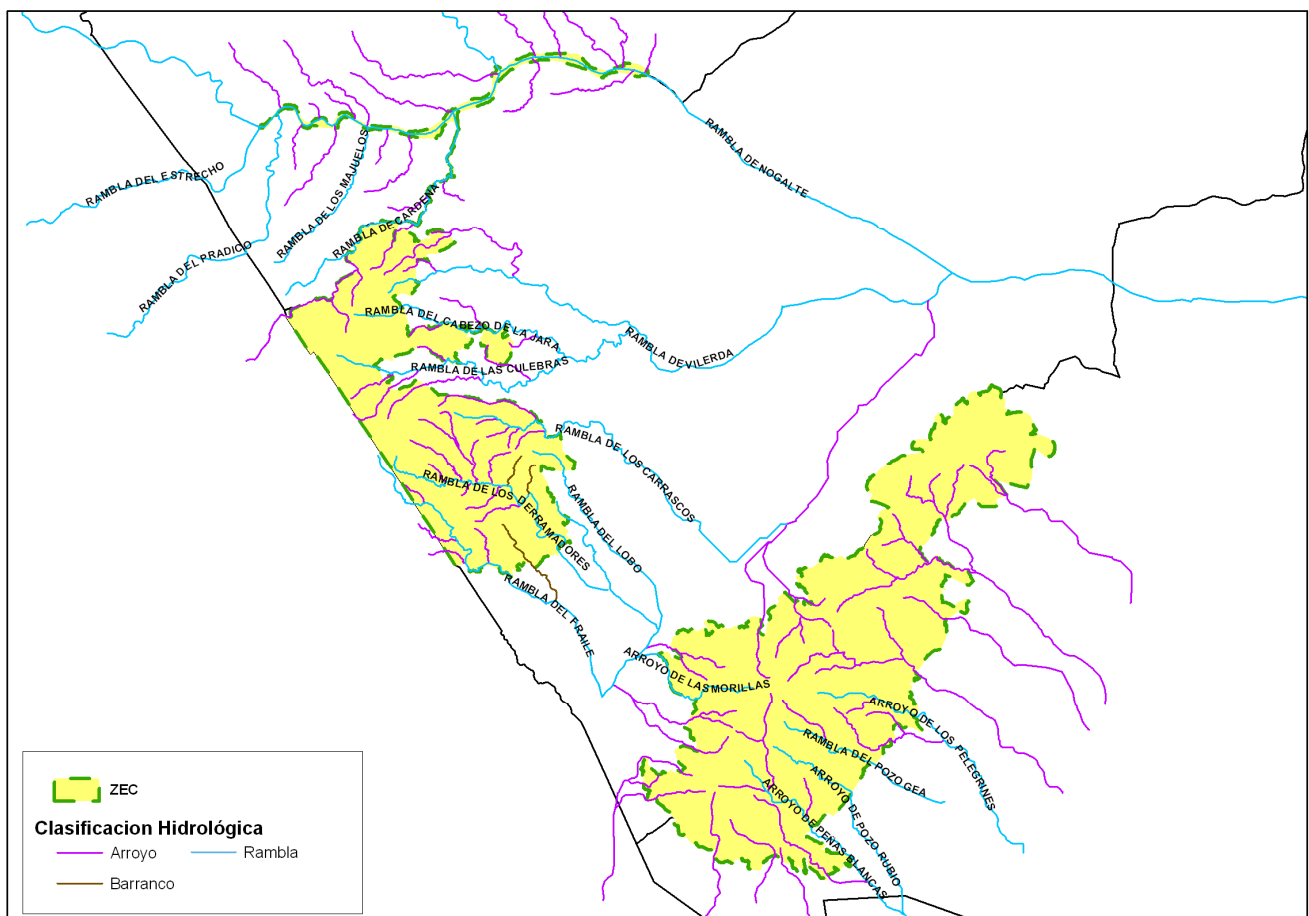 RAMBLA DE NOGALTE
RAMBLA DEL ESTRECHO
RAMBLA DE LOS MAJUELOS
RAMBLA DE CARDENA
RAMBLA DEL PRADICO
RAMBLA DEL CABEZO DE LA JARA
RAMBLA DE VILERDA
RAMBLA DE LAS CULEBRAS
RAMBLA DE LOS CARRASCOS
RAMBLA DE LOS DERRAMADORES
RAMBLA DEL LOBO
RAMBLA DEL FRAILE
ARROYO DE LAS MORILLAS
ARROYO DE LOS PELEGRINES
RAMBLA DEL POZO GEA
ARROYO DE POZO RUBIO
ARROYO DE PEÑAS BLANCAS
ZEC
Clasificacion Hidrológica
Arroyo
Rambla
Barranco